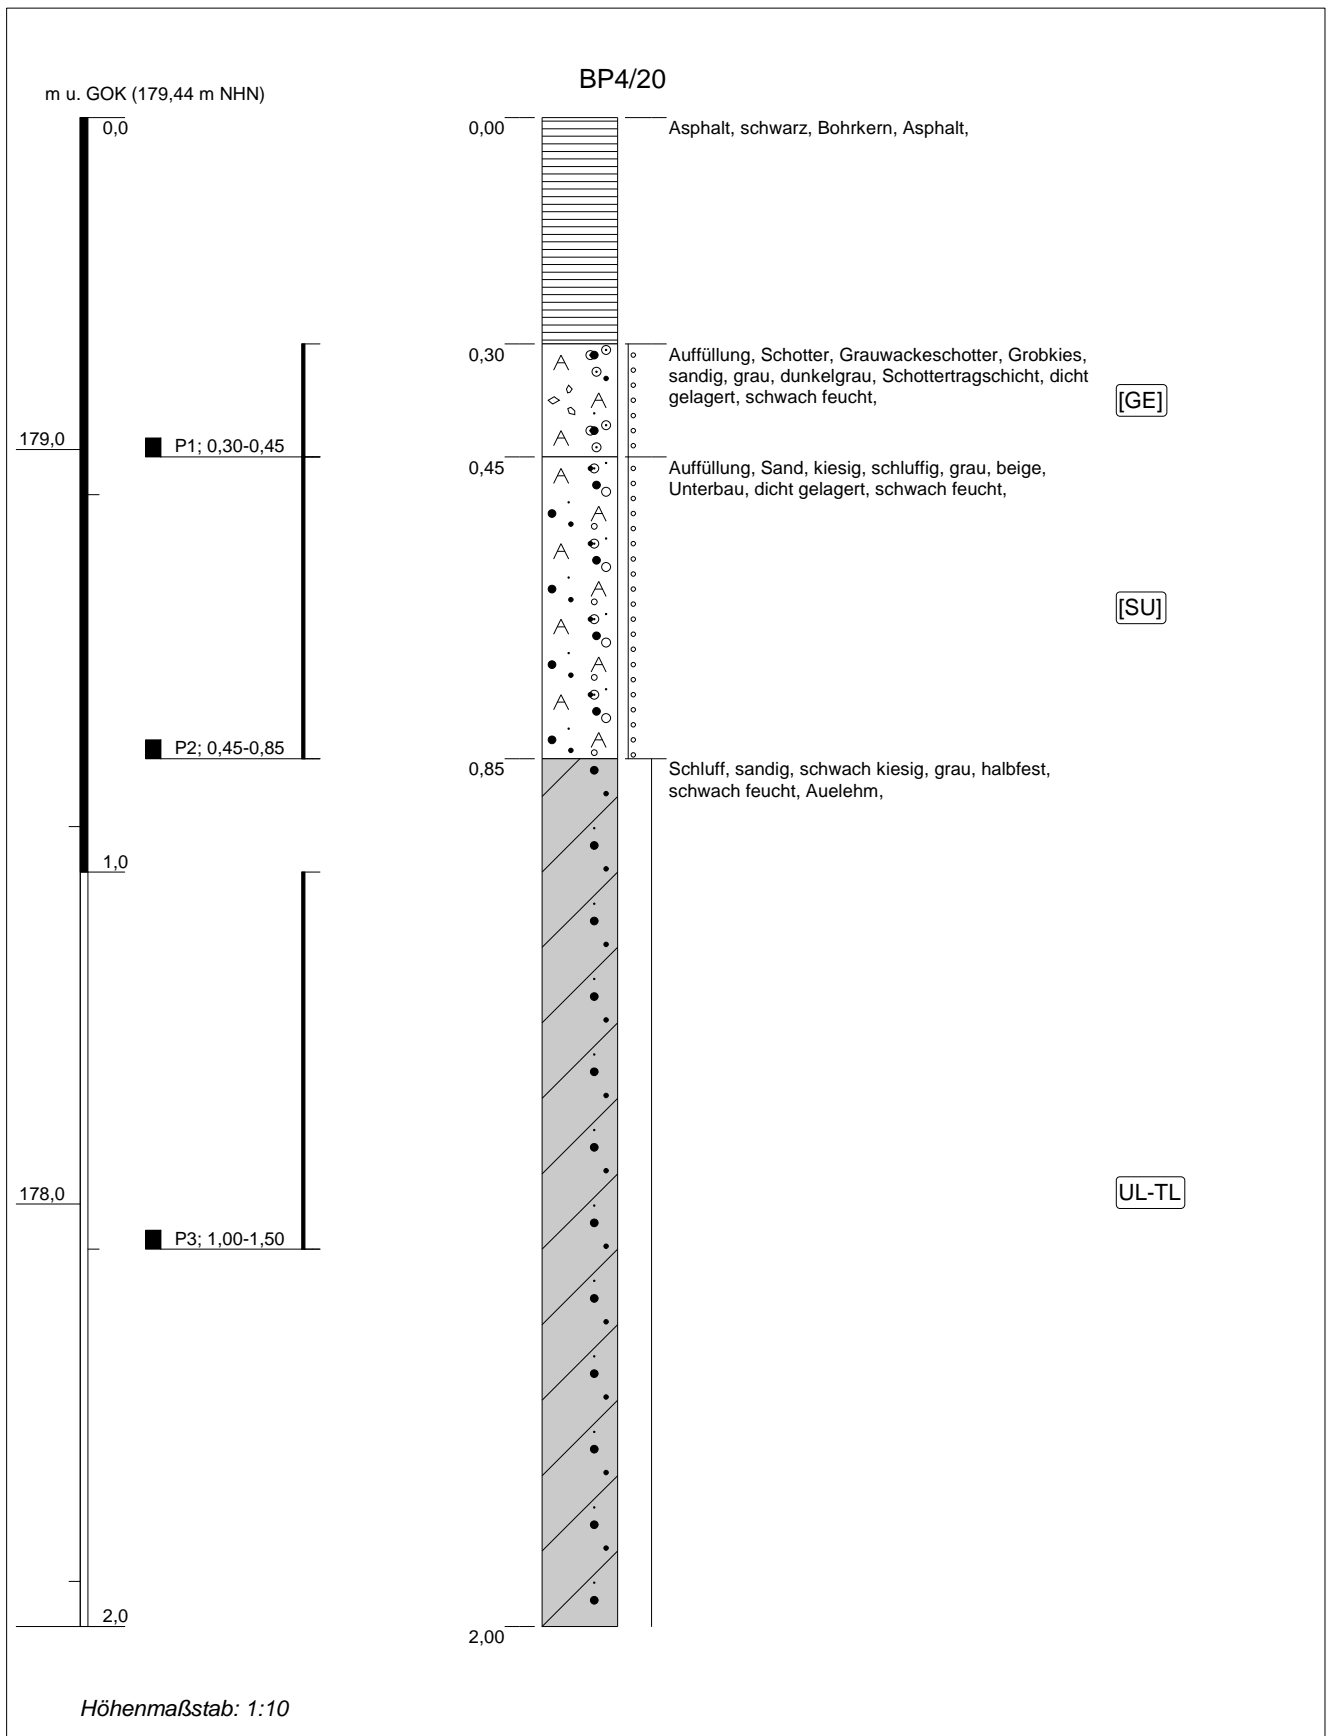 BP4/20
m u. GOK (179,44 m NHN)
0,0
0,00
Asphalt, schwarz, Bohrkern, Asphalt,
0,30
Auffüllung, Schotter, Grauwackeschotter, Grobkies,
sandig, grau, dunkelgrau, Schottertragschicht, dicht
gelagert, schwach feucht,
[GE]
179,0
P1; 0,30-0,45
0,45
Auffüllung, Sand, kiesig, schluffig, grau, beige,
Unterbau, dicht gelagert, schwach feucht,
[SU]
P2; 0,45-0,85
0,85
Schluff, sandig, schwach kiesig, grau, halbfest,
schwach feucht, Auelehm,
1,0
178,0
UL-TL
P3; 1,00-1,50
2,0
2,00
Höhenmaßstab: 1:10